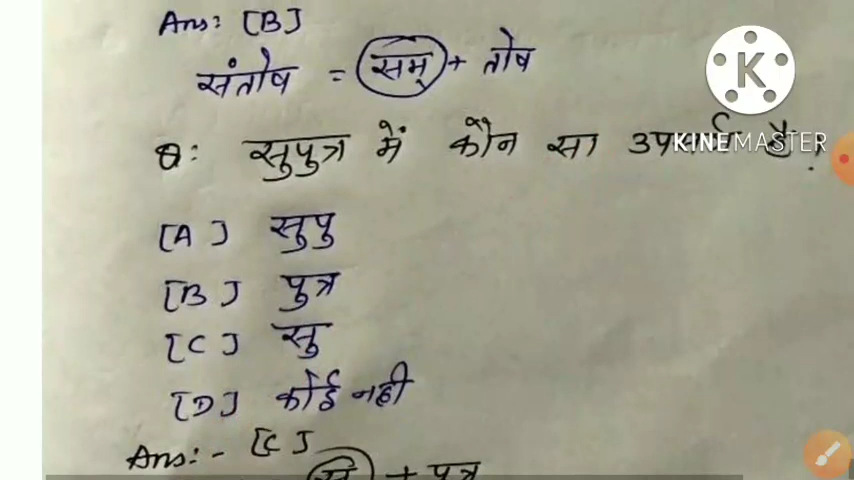 Ans: [B]
संतोष = सम् + तोष
K
KINEMASTER
Q: सुपुत्र में कौन सा उपसर्ग है?
[A] सुपु
[B] पुत्र
[C] सु
[D] कोई नही
Ans:- [C]
सु + पुत्र